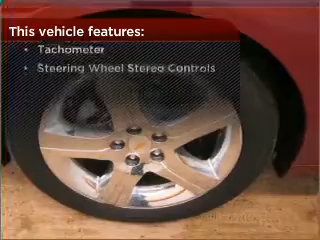 This vehicle features:
• Tachometer
• Steering Wheel Stereo Controls